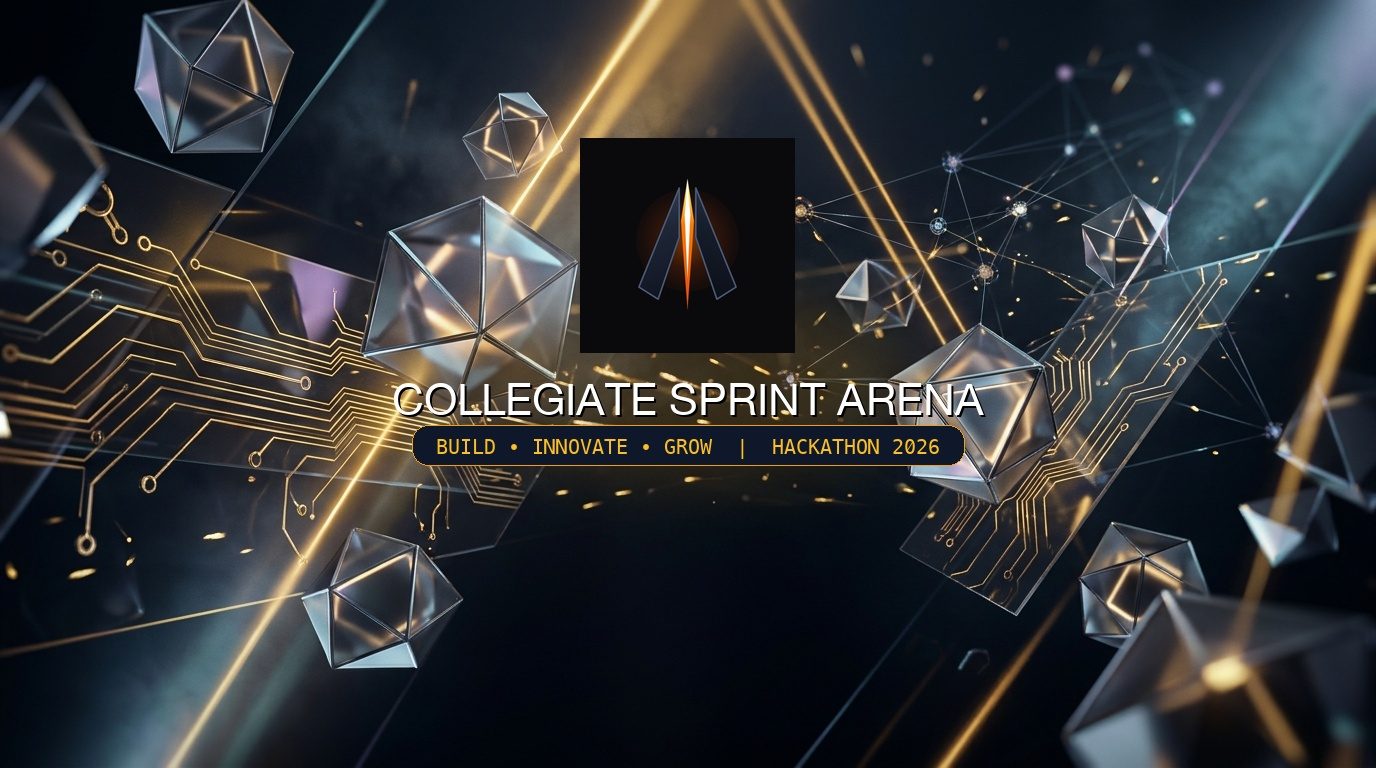 COLLEGIATE SPRINT ARENA
BUILD • INNOVATE • GROW | HACKATHON 2026